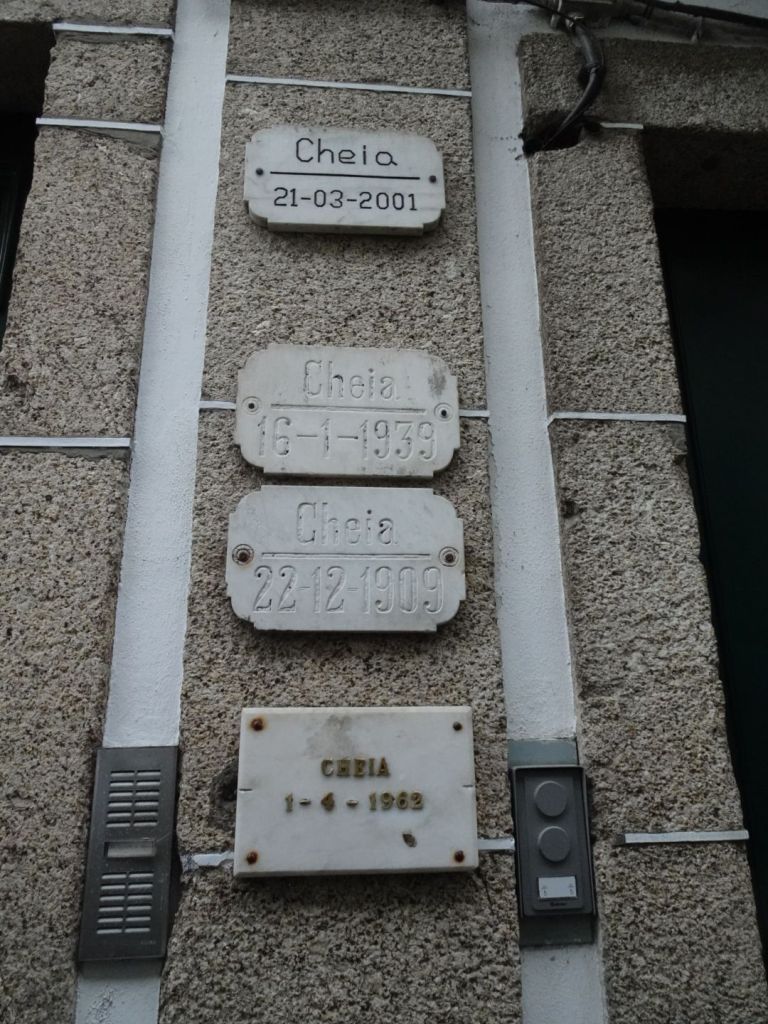 Cheia
21-03-2001
Cheia
16-1-1939
Cheia
22-12-1909
CHEIA
1-4-1962